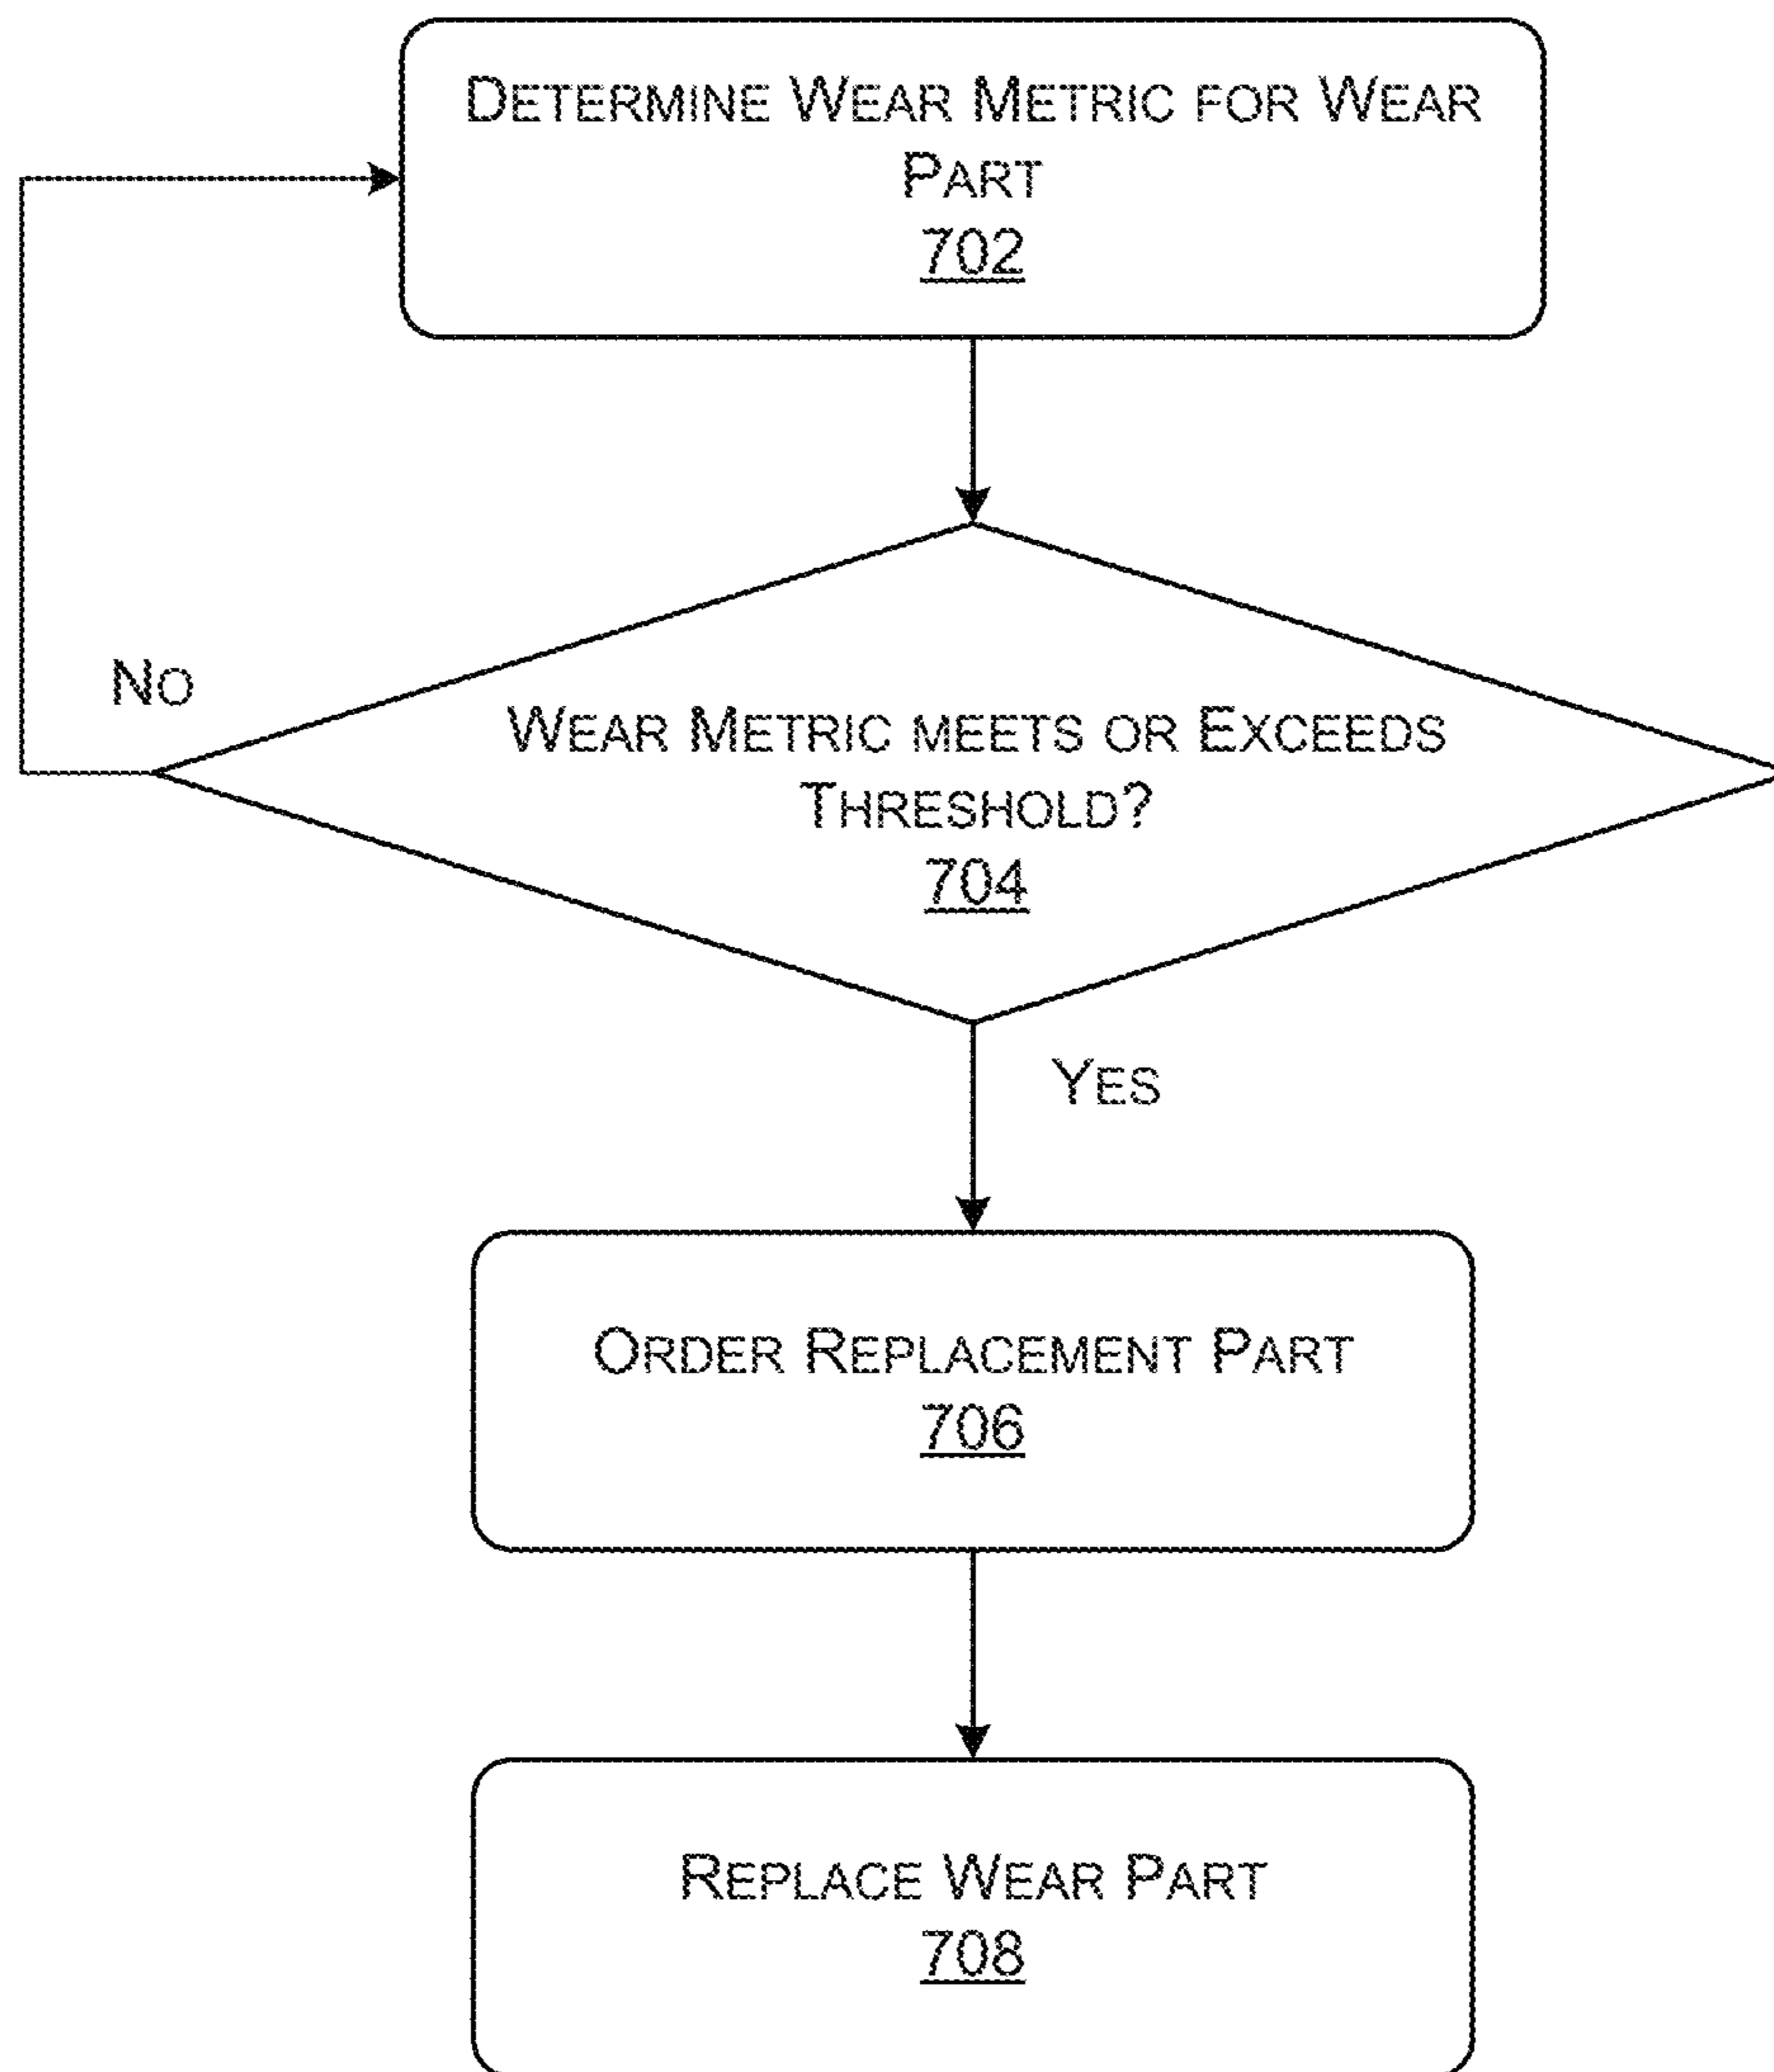 DETERMINE WEAR METRIC FOR WEAR
PART
702
NO
WEAR METRIC MEETS OR EXCEEDS
THRESHOLD?
704
YES
ORDER REPLACEMENT PART
706
REPLACE WEAR PART
708